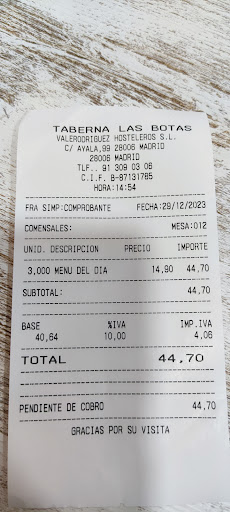 TABERNA LAS BOTAS
VALERODRIGUEZ HOSTELEROS S.L.
C/ AYALA,99 28006 MADRID
28006 MADRID
TLF.. 91 309 03 08
C.I.F. B-87131785
HORA:14:54
FRA SIMP:COMPROBANTE FECHA:29/12/2023
COMENSALES: MESA:012
UNID. DESCRIPCION PRECIO IMPORTE
3,000 MENU DEL DIA 14,90 44,70
SUBTOTAL: 44,70
BASE %IVA IMP.IVA
40,64 10,00 4,06
TOTAL 44,70
PENDIENTE DE COBRO 44,70
GRACIAS POR SU VISITA